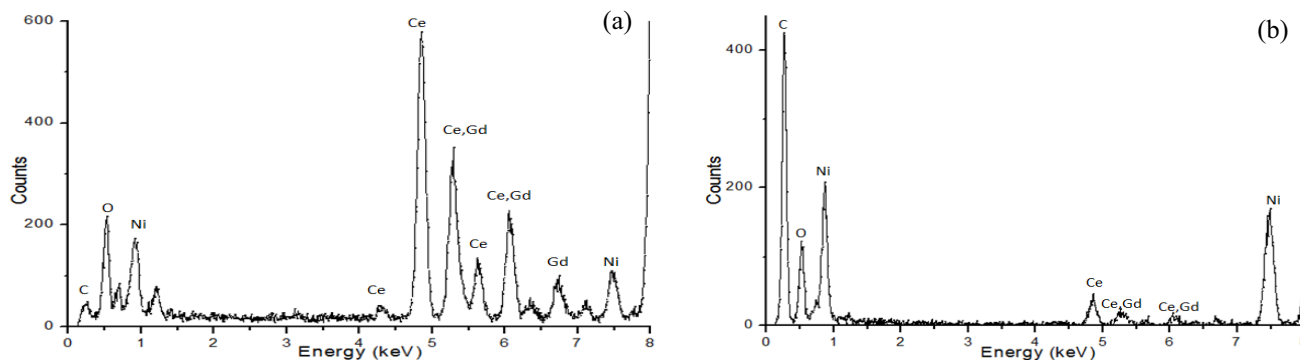 (a)
600
400
200
0
Counts
C
O
Ni
Ce
Ce
Ce,Gd
Ce
Ce,Gd
Gd
Ni
0 1 2 3 4 5 6 7 8
Energy (keV)
(b)
400
200
0
Counts
C
O
Ni
Ce
Ce,Gd
Ce,Gd
Ni
0 1 2 3 4 5 6 7
Energy (keV)